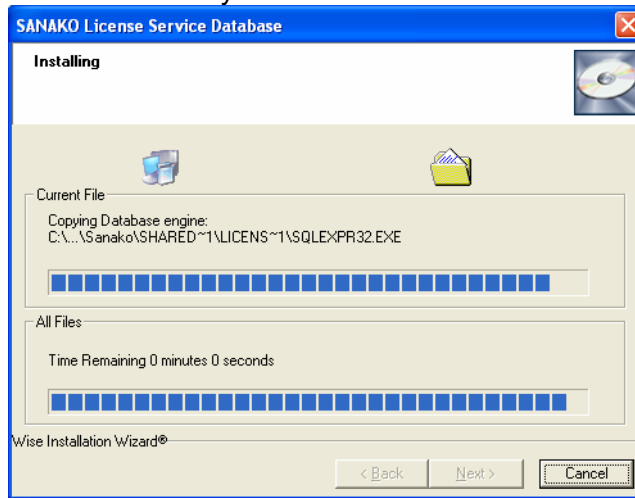 SANAKO License Service Database
Installing
Current File
Copying Database engine:
C:\...\Sanako\SHARED~1\LICENS~1\SQLEXPR32.EXE
All Files
Time Remaining 0 minutes 0 seconds
Wise Installation Wizard®
< Back Next > Cancel